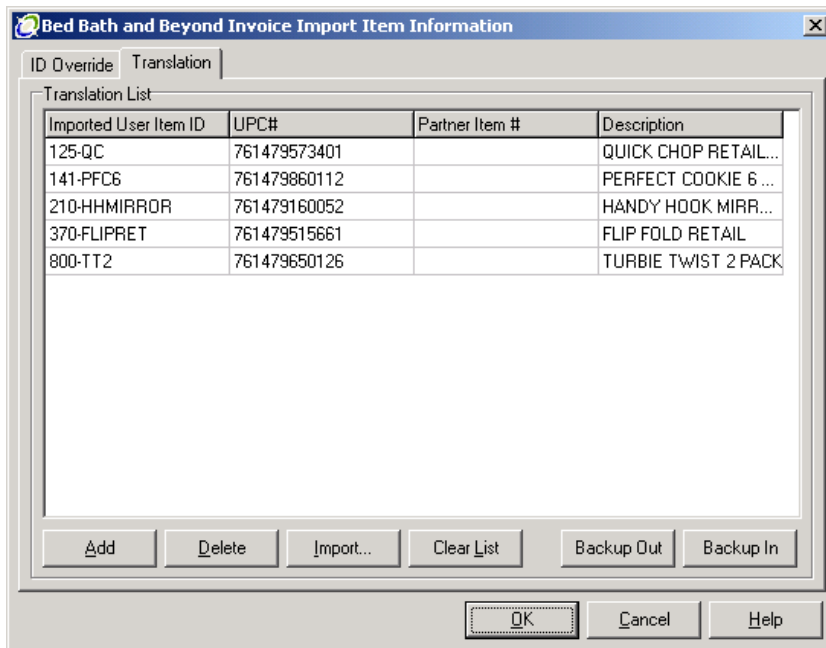 Bed Bath and Beyond Invoice Import Item Information
ID Override Translation
Translation List
Imported User Item ID UPC# Partner Item # Description
125-QC 761479573401 QUICK CHOP RETAIL...
141-PFC6 761479860112 PERFECT COOKIE 6 ...
210-HHMIRROR 761479160052 HANDY HOOK MIRR...
370-FLIPRET 761479515661 FLIP FOLD RETAIL
800-TT2 761479650126 TURBIE TWIST 2 PACK
Add Delete Import... Clear List Backup Out Backup In
OK Cancel Help